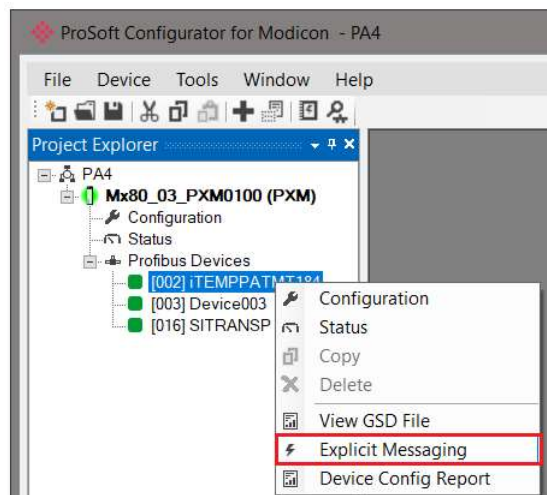 ProSoft Configurator for Modicon - PA4
File Device Tools Window Help
Project Explorer
PA4
Mx80_03_PXM0100 (PXM)
Configuration
Status
Profibus Devices
[002] iTEMPPATMT184
[003] Device003
[016] SITRANSP
Configuration
Status
Copy
Delete
View GSD File
Explicit Messaging
Device Config Report